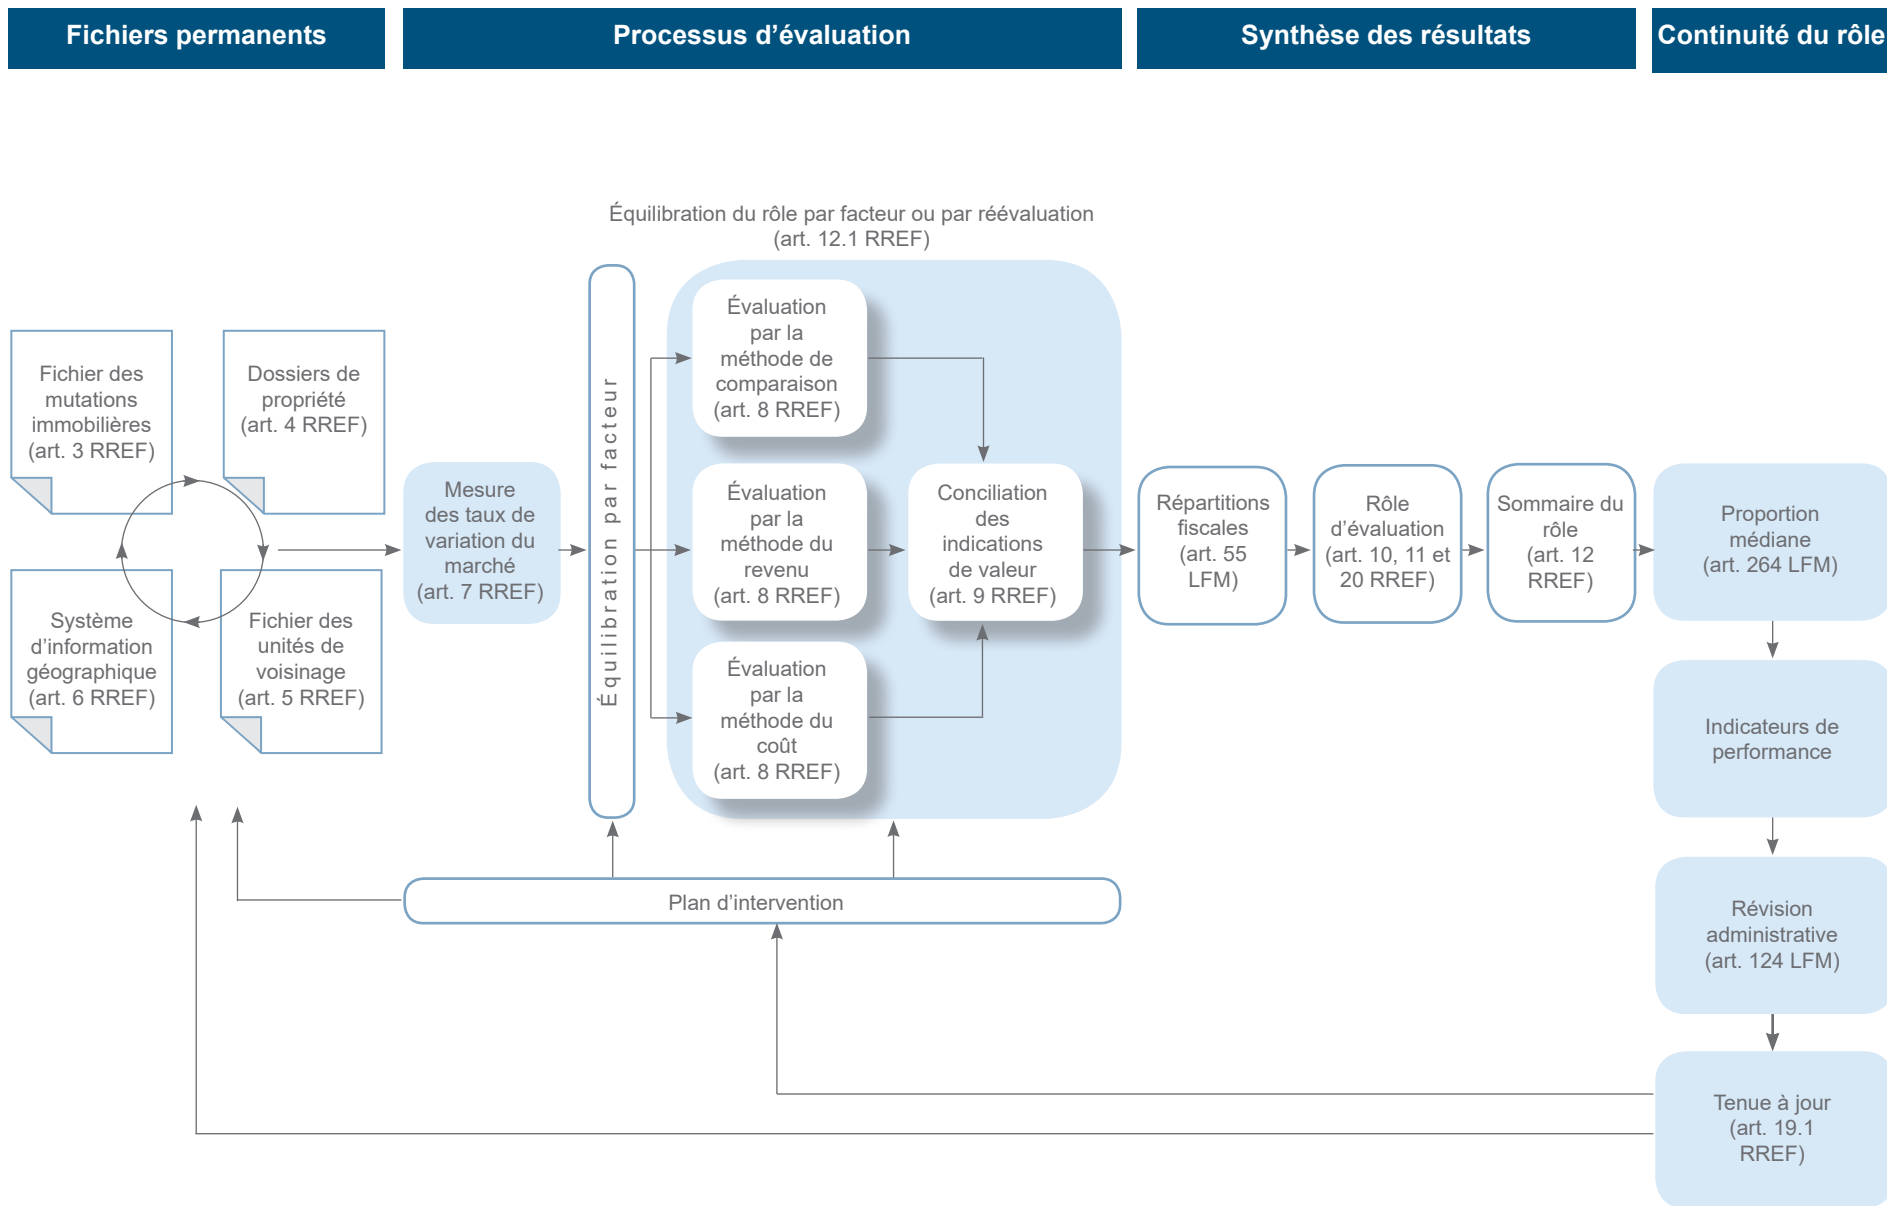 Fichiers permanents
Processus d’évaluation
Synthèse des résultats
Continuité du rôle
Équilibration du rôle par facteur ou par réévaluation
(art. 12.1 RREF)
Fichier des
mutations
immobilières
(art. 3 RREF)
Dossiers de
propriété
(art. 4 RREF)
Système
d’information
géographique
(art. 6 RREF)
Fichier des
unités de
voisinage
(art. 5 RREF)
Mesure
des taux de
variation du
marché
(art. 7 RREF)
Équilibration par facteur
Évaluation
par la
méthode de
comparaison
(art. 8 RREF)
Évaluation
par la
méthode du
revenu
(art. 8 RREF)
Évaluation
par la
méthode du
coût
(art. 8 RREF)
Conciliation
des
indications
de valeur
(art. 9 RREF)
Répartitions
fiscales
(art. 55
LFM)
Rôle
d’évaluation
(art. 10, 11 et
20 RREF)
Sommaire du
rôle
(art. 12
RREF)
Proportion
médiane
(art. 264 LFM)
Indicateurs de
performance
Révision
administrative
(art. 124 LFM)
Tenue à jour
(art. 19.1
RREF)
Plan d’intervention